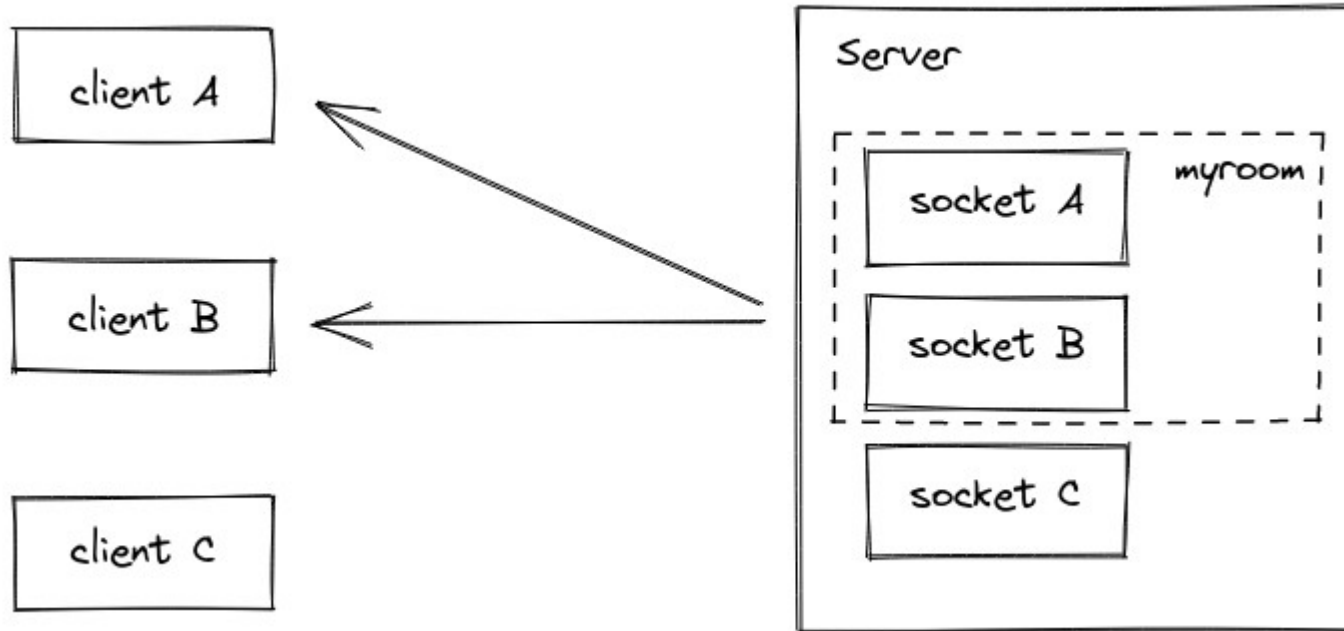 client A
client B
client C
Server
myroom
socket A
socket B
socket C